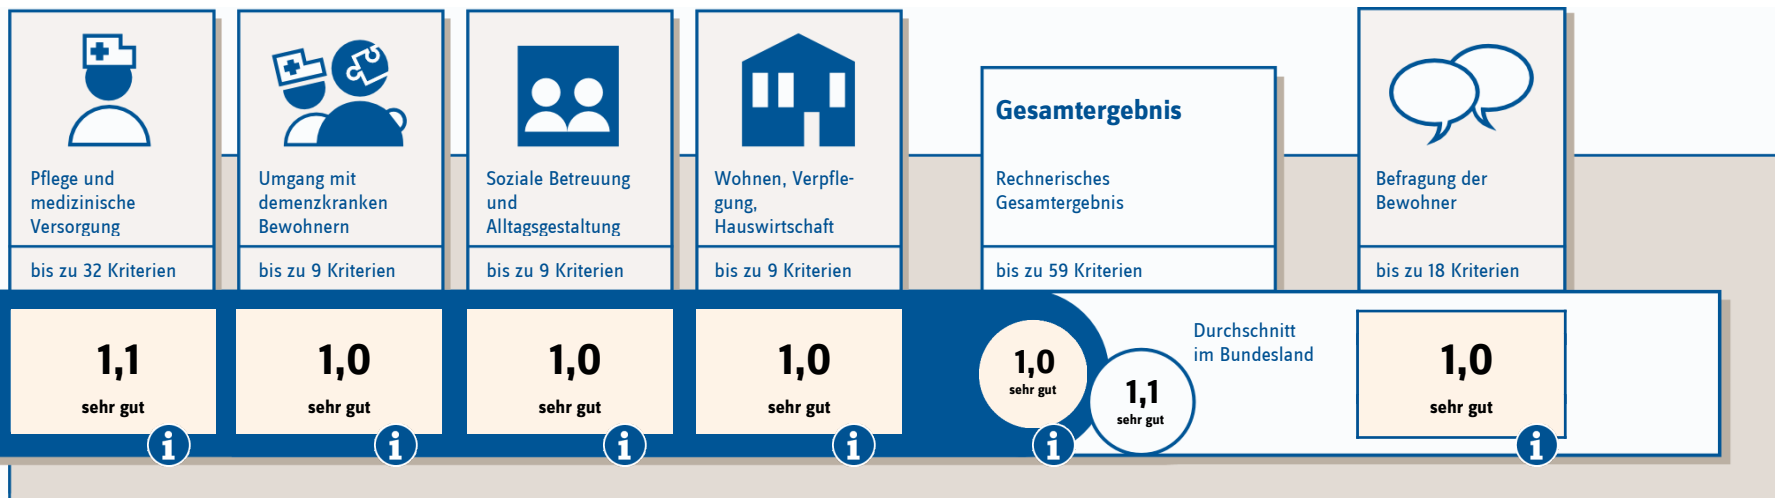 Pflege und
medizinische
Versorgung
bis zu 32 Kriterien
1,1
sehr gut
Umgang mit
demenzkranken
Bewohnern
bis zu 9 Kriterien
1,0
sehr gut
Soziale Betreuung
und
Alltagsgestaltung
bis zu 9 Kriterien
1,0
sehr gut
Wohnen, Verpfle-
gung,
Hauswirtschaft
bis zu 9 Kriterien
1,0
sehr gut
Gesamtergebnis
Rechnerisches
Gesamtergebnis
bis zu 59 Kriterien
1,0
sehr gut
1,1
sehr gut
Durchschnitt
im Bundesland
Befragung der
Bewohner
bis zu 18 Kriterien
1,0
sehr gut